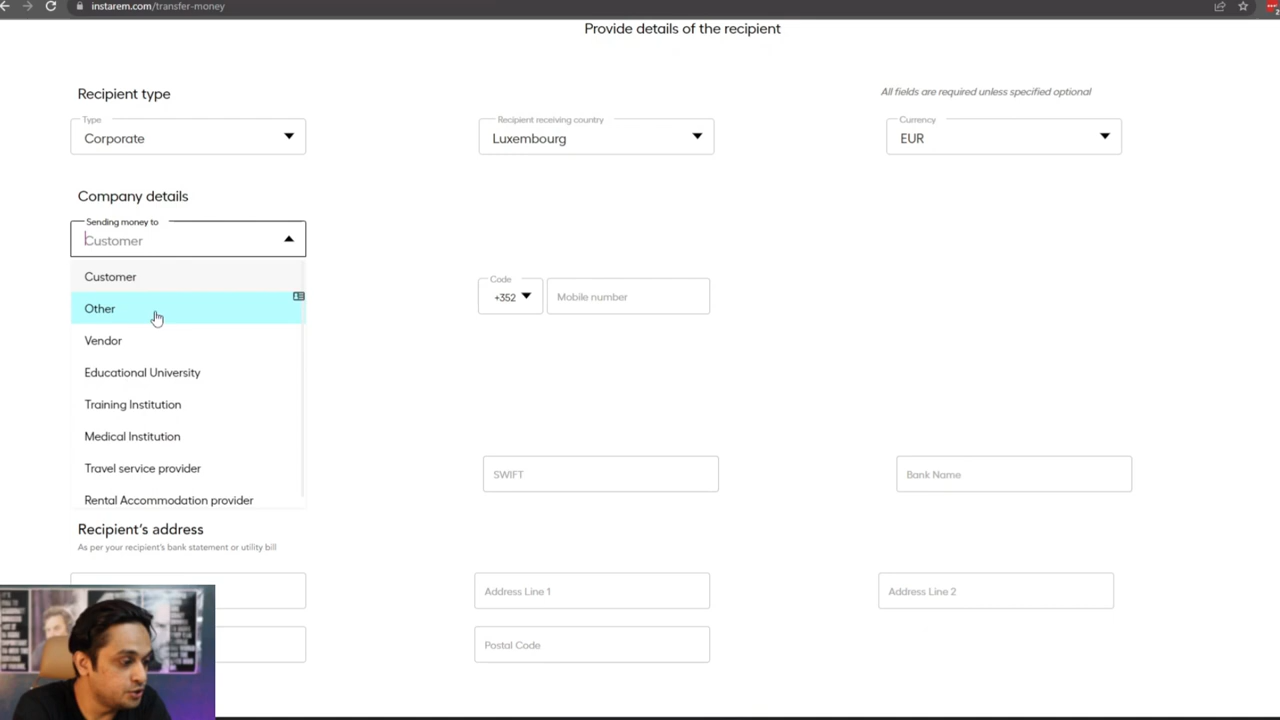 instarem.com/transfer-money
Provide details of the recipient
Recipient type
All fields are required unless specified optional
Type
Corporate
Recipient receiving country
Luxembourg
Currency
EUR
Company details
Sending money to
Customer
Customer
Other
Vendor
Educational University
Training Institution
Medical Institution
Travel service provider
Rental Accommodation provider
Code
+352
Mobile number
SWIFT
Bank Name
Recipient's address
As per your recipient's bank statement or utility bill
Address Line 1
Address Line 2
Postal Code